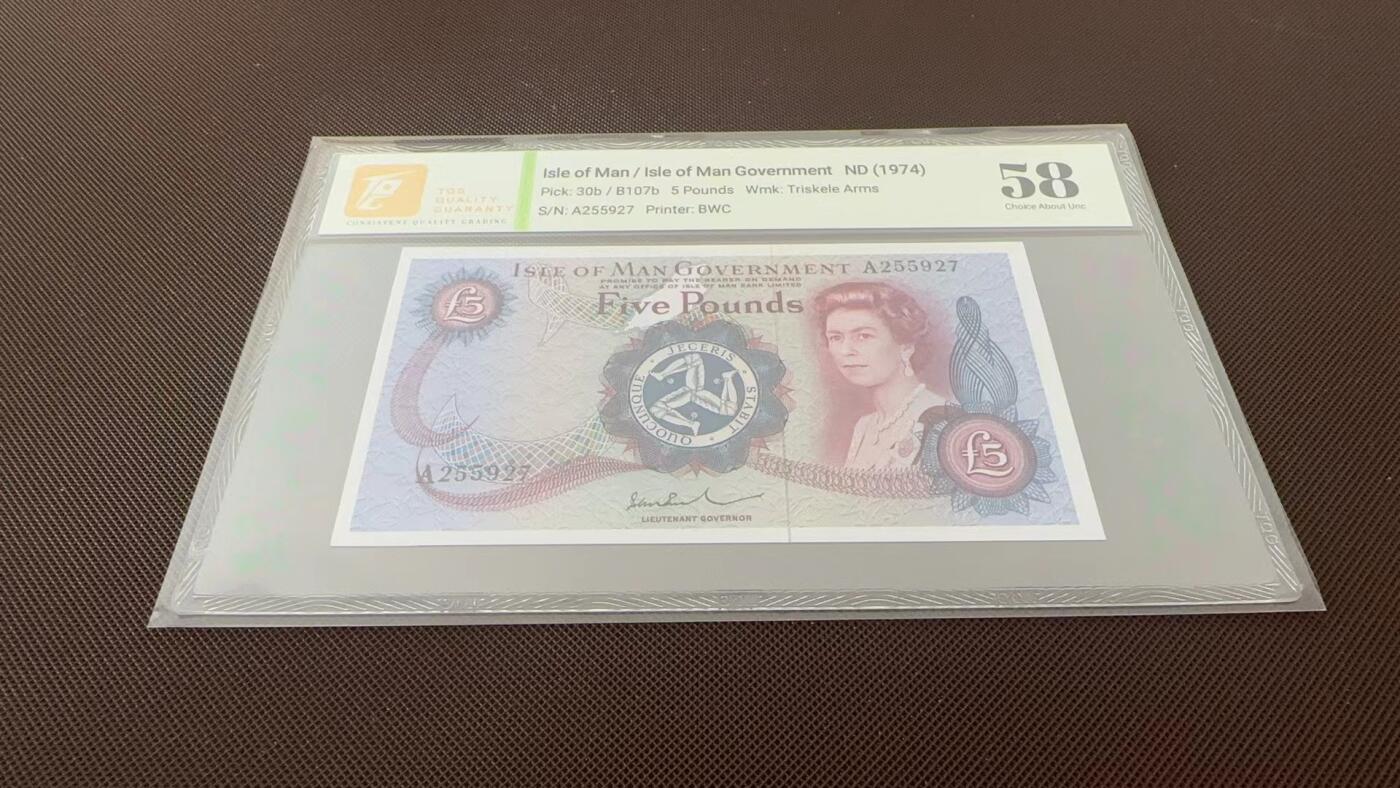 TQG
QUALITY
GUARANTY
CONSISTENT QUALITY GRADING
Isle of Man / Isle of Man Government ND (1974)
Pick: 30b / B107b 5 Pounds Wmk: Triskele Arms
S/N: A255927 Printer: BWC
58
Choice About Unc
ISLE OF MAN GOVERNMENT A255927
PROMISE TO PAY THE BEARER ON DEMAND
AT ANY OFFICE OF ISLE OF MAN BANK LIMITED
Five Pounds
£5
QUOCUNQUE · JECERIS · STABIT ·
£5
A255927
LIEUTENANT GOVERNOR